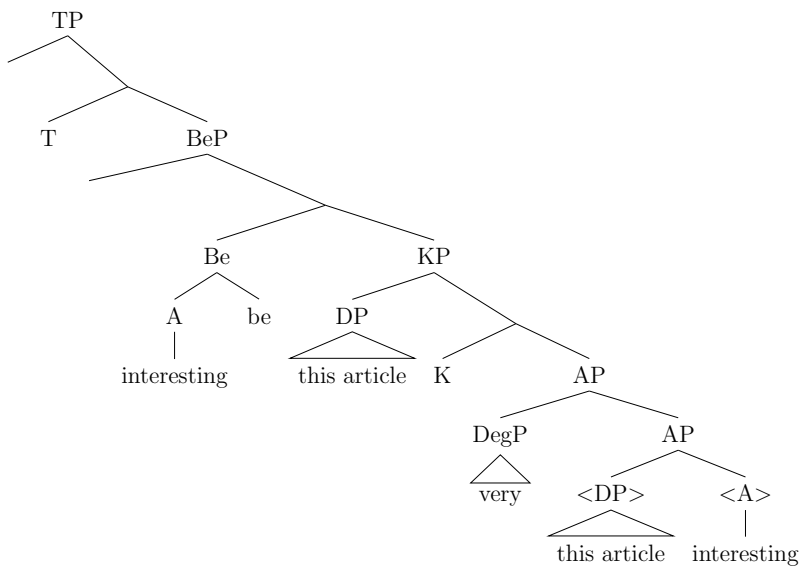 TP
T BeP
Be KP
A be DP
interesting this article K AP
DegP AP
very <DP> <A>
this article interesting